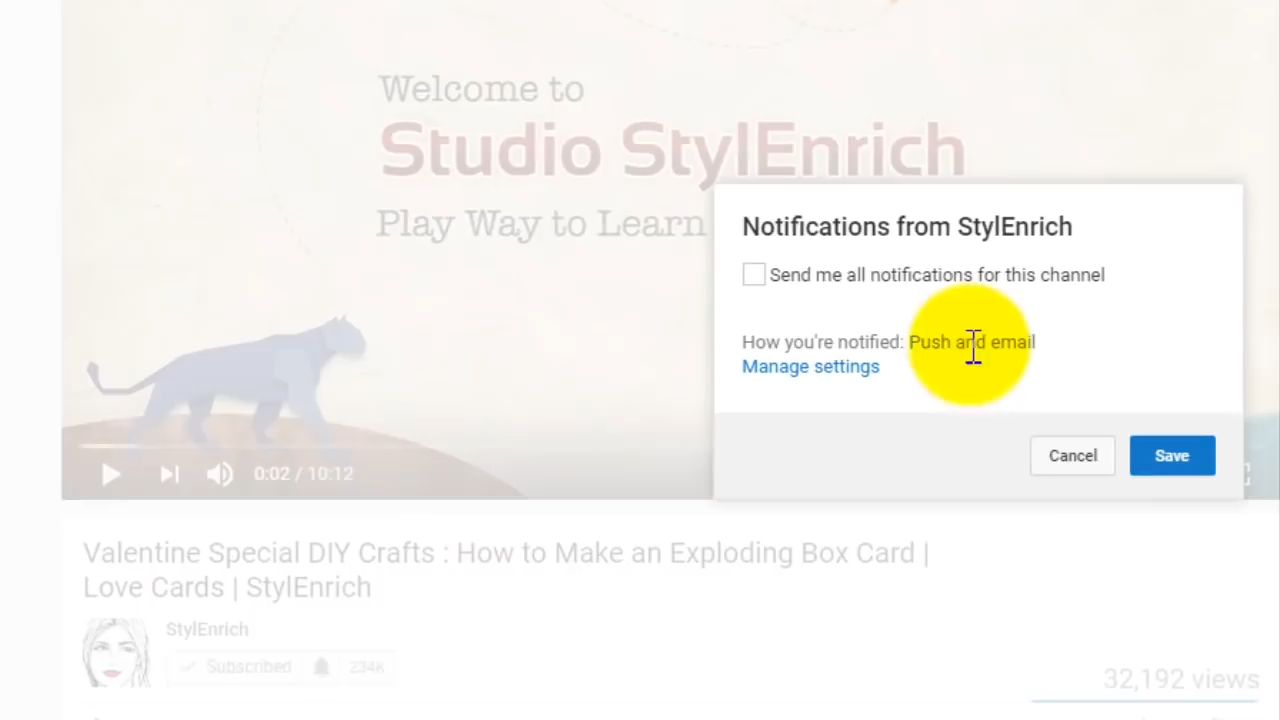 Welcome to
Studio StylEnrich
Play Way to Learn
Notifications from StylEnrich
Send me all notifications for this channel
How you're notified: Push and email
Manage settings
Cancel
Save
0:02 / 10:12
Valentine Special DIY Crafts : How to Make an Exploding Box Card |
Love Cards | StylEnrich
StylEnrich
Subscribed 234k
32,192 views